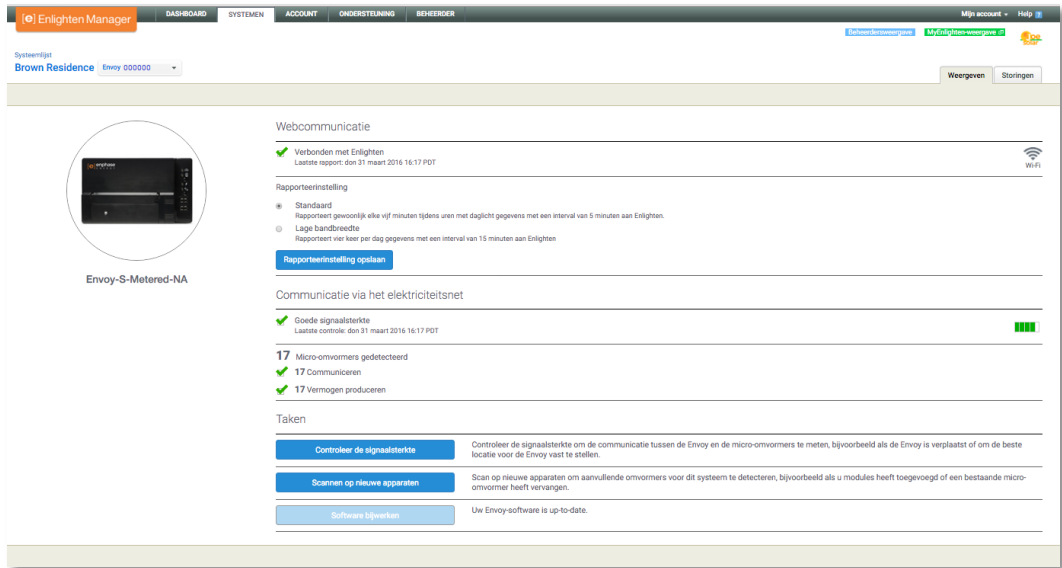 [e] Enlighten Manager
DASHBOARD SYSTEMEN ACCOUNT ONDERSTEUNING BEHEERDER
Mijn account Help ?
Beheerdersweergave MyEnlighten-weergave
Systeemlijst
Brown Residence Envoy 000000
Weergeven Storingen
[e] enphase
Envoy-S-Metered-NA
Webcommunicatie
Verbonden met Enlighten
Laatste rapport: don 31 maart 2016 16:17 PDT
Wi-Fi
Rapporteerinstelling
Standaard
Rapporteert gewoonlijk elke vijf minuten tijdens uren met daglicht gegevens met een interval van 5 minuten aan Enlighten.
Lage bandbreedte
Rapporteert vier keer per dag gegevens met een interval van 15 minuten aan Enlighten
Rapporteerinstelling opslaan
Communicatie via het elektriciteitsnet
Goede signaalsterkte
Laatste controle: don 31 maart 2016 16:17 PDT
17 Micro-omvormers gedetecteerd
17 Communiceren
17 Vermogen produceren
Taken
Controleer de signaalsterkte
Controleer de signaalsterkte om de communicatie tussen de Envoy en de micro-omvormers te meten, bijvoorbeeld als de Envoy is verplaatst of om de beste
locatie voor de Envoy vast te stellen.
Scannen op nieuwe apparaten
Scan op nieuwe apparaten om aanvullende omvormers voor dit systeem te detecteren, bijvoorbeeld als u modules heeft toegevoegd of een bestaande micro-
omvormer heeft vervangen.
Software bijwerken
Uw Envoy-software is up-to-date.